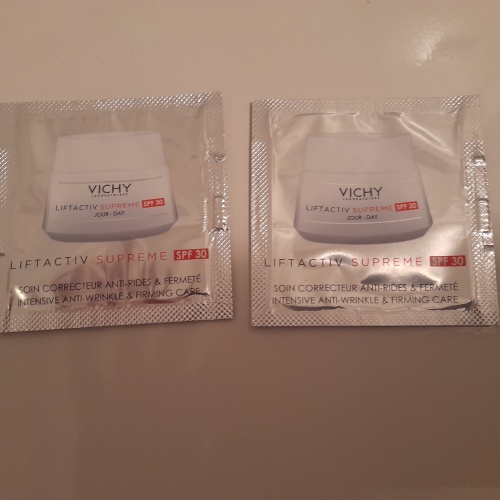 VICHY
LABORATOIRES
LIFTACTIV SUPREME SPF 30
JOUR - DAY
LIFTACTIV SUPREME SPF 30
SOIN CORRECTEUR ANTI-RIDES & FERMETÉ
INTENSIVE ANTI-WRINKLE & FIRMING CARE
VICHY
LABORATOIRES
LIFTACTIV SUPREME SPF 30
JOUR - DAY
LIFTACTIV SUPREME SPF 30
SOIN CORRECTEUR ANTI-RIDES & FERMETÉ
INTENSIVE ANTI-WRINKLE & FIRMING CARE